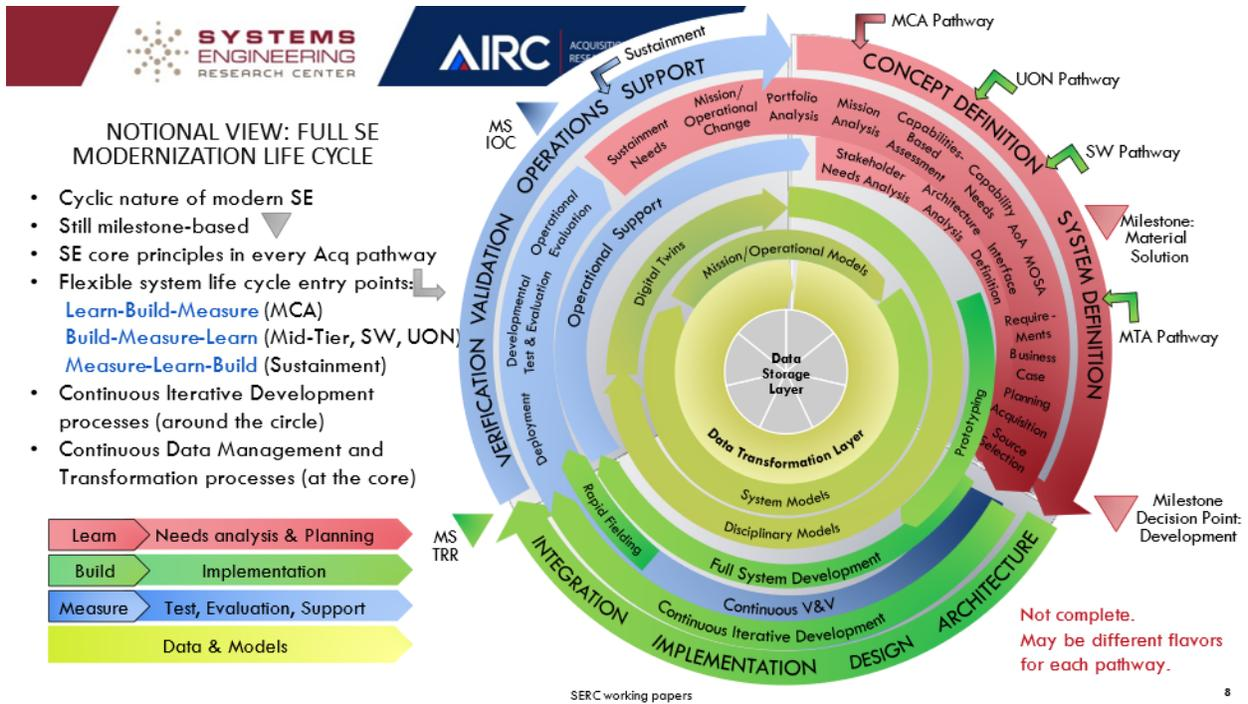 SYSTEMS
ENGINEERING
RESEARCH CENTER
AIRC
NOTIONAL VIEW: FULL SE
MODERNIZATION LIFE CYCLE
• Cyclic nature of modern SE
• Still milestone-based
• SE core principles in every Acq pathway
• Flexible system life cycle entry points:
Learn-Build-Measure (MCA)
Build-Measure-Learn (Mid-Tier, SW, UON)
Measure-Learn-Build (Sustainment)
• Continuous Iterative Development
processes (around the circle)
• Continuous Data Management and
Transformation processes (at the core)
Learn Needs analysis & Planning
Build Implementation
Measure Test, Evaluation, Support
Data & Models
MS
IOC
MS
TRR
Sustainment
MCA Pathway
UON Pathway
SW Pathway
Milestone:
Material
Solution
MTA Pathway
Milestone
Decision Point:
Development
CONCEPT DEFINITION
SYSTEM DEFINITION
ARCHITECTURE
DESIGN
IMPLEMENTATION
INTEGRATION
VERIFICATION VALIDATION
OPERATIONS SUPPORT
Sustainment
Needs
Mission/
Operational
Change
Portfolio
Analysis
Mission
Analysis
Capabilities-
Based
Assessment
Capability
Needs
AoA
MOSA
Stakeholder
Needs Analysis
Architecture
Analysis
Interface
Definition
Require-
Ments
Business
Case
Planning
Acquisition
Source
Selection
Operational/
Evaluation
Developmental
Test & Evaluation
Deployment
Operational Support
Digital Twins
Mission/Operational Models
Prototyping
Rapid Fielding
Data
Storage
Layer
Data Transformation Layer
System Models
Disciplinary Models
Full System Development
Continuous V&V
Continuous Iterative Development
Not complete.
May be different flavors
for each pathway.
SERC working papers
8